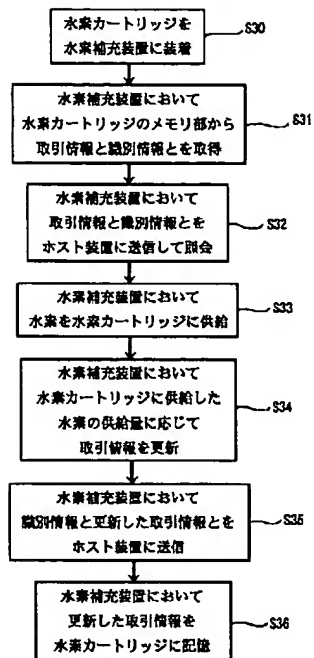 水素カートリッジを
水素補充装置に装着
S30
水素補充装置において
水素カートリッジのメモリ部から
取引情報と識別情報とを取得
S31
水素補充装置において
取引情報と識別情報とを
ホスト装置に送信して照会
S32
水素補充装置において
水素を水素カートリッジに供給
S33
水素補充装置において
水素カートリッジに供給した
水素の供給量に応じて
取引情報を更新
S34
水素補充装置において
識別情報と更新した取引情報とを
ホスト装置に送信
S35
水素補充装置において
更新した取引情報を
水素カートリッジに記憶
S36